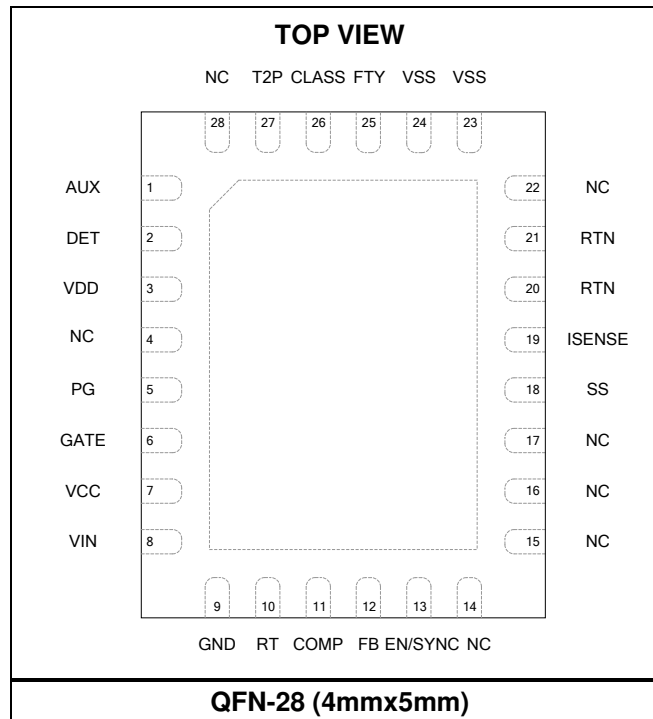 TOP VIEW
NC T2P CLASS FTY VSS VSS
28 27 26 25 24 23
AUX 1 22 NC
DET 2 21 RTN
VDD 3 20 RTN
NC 4 19 ISENSE
PG 5 18 SS
GATE 6 17 NC
VCC 7 16 NC
VIN 8 15 NC
9 10 11 12 13 14
GND RT COMP FB EN/SYNC NC
QFN-28 (4mmx5mm)